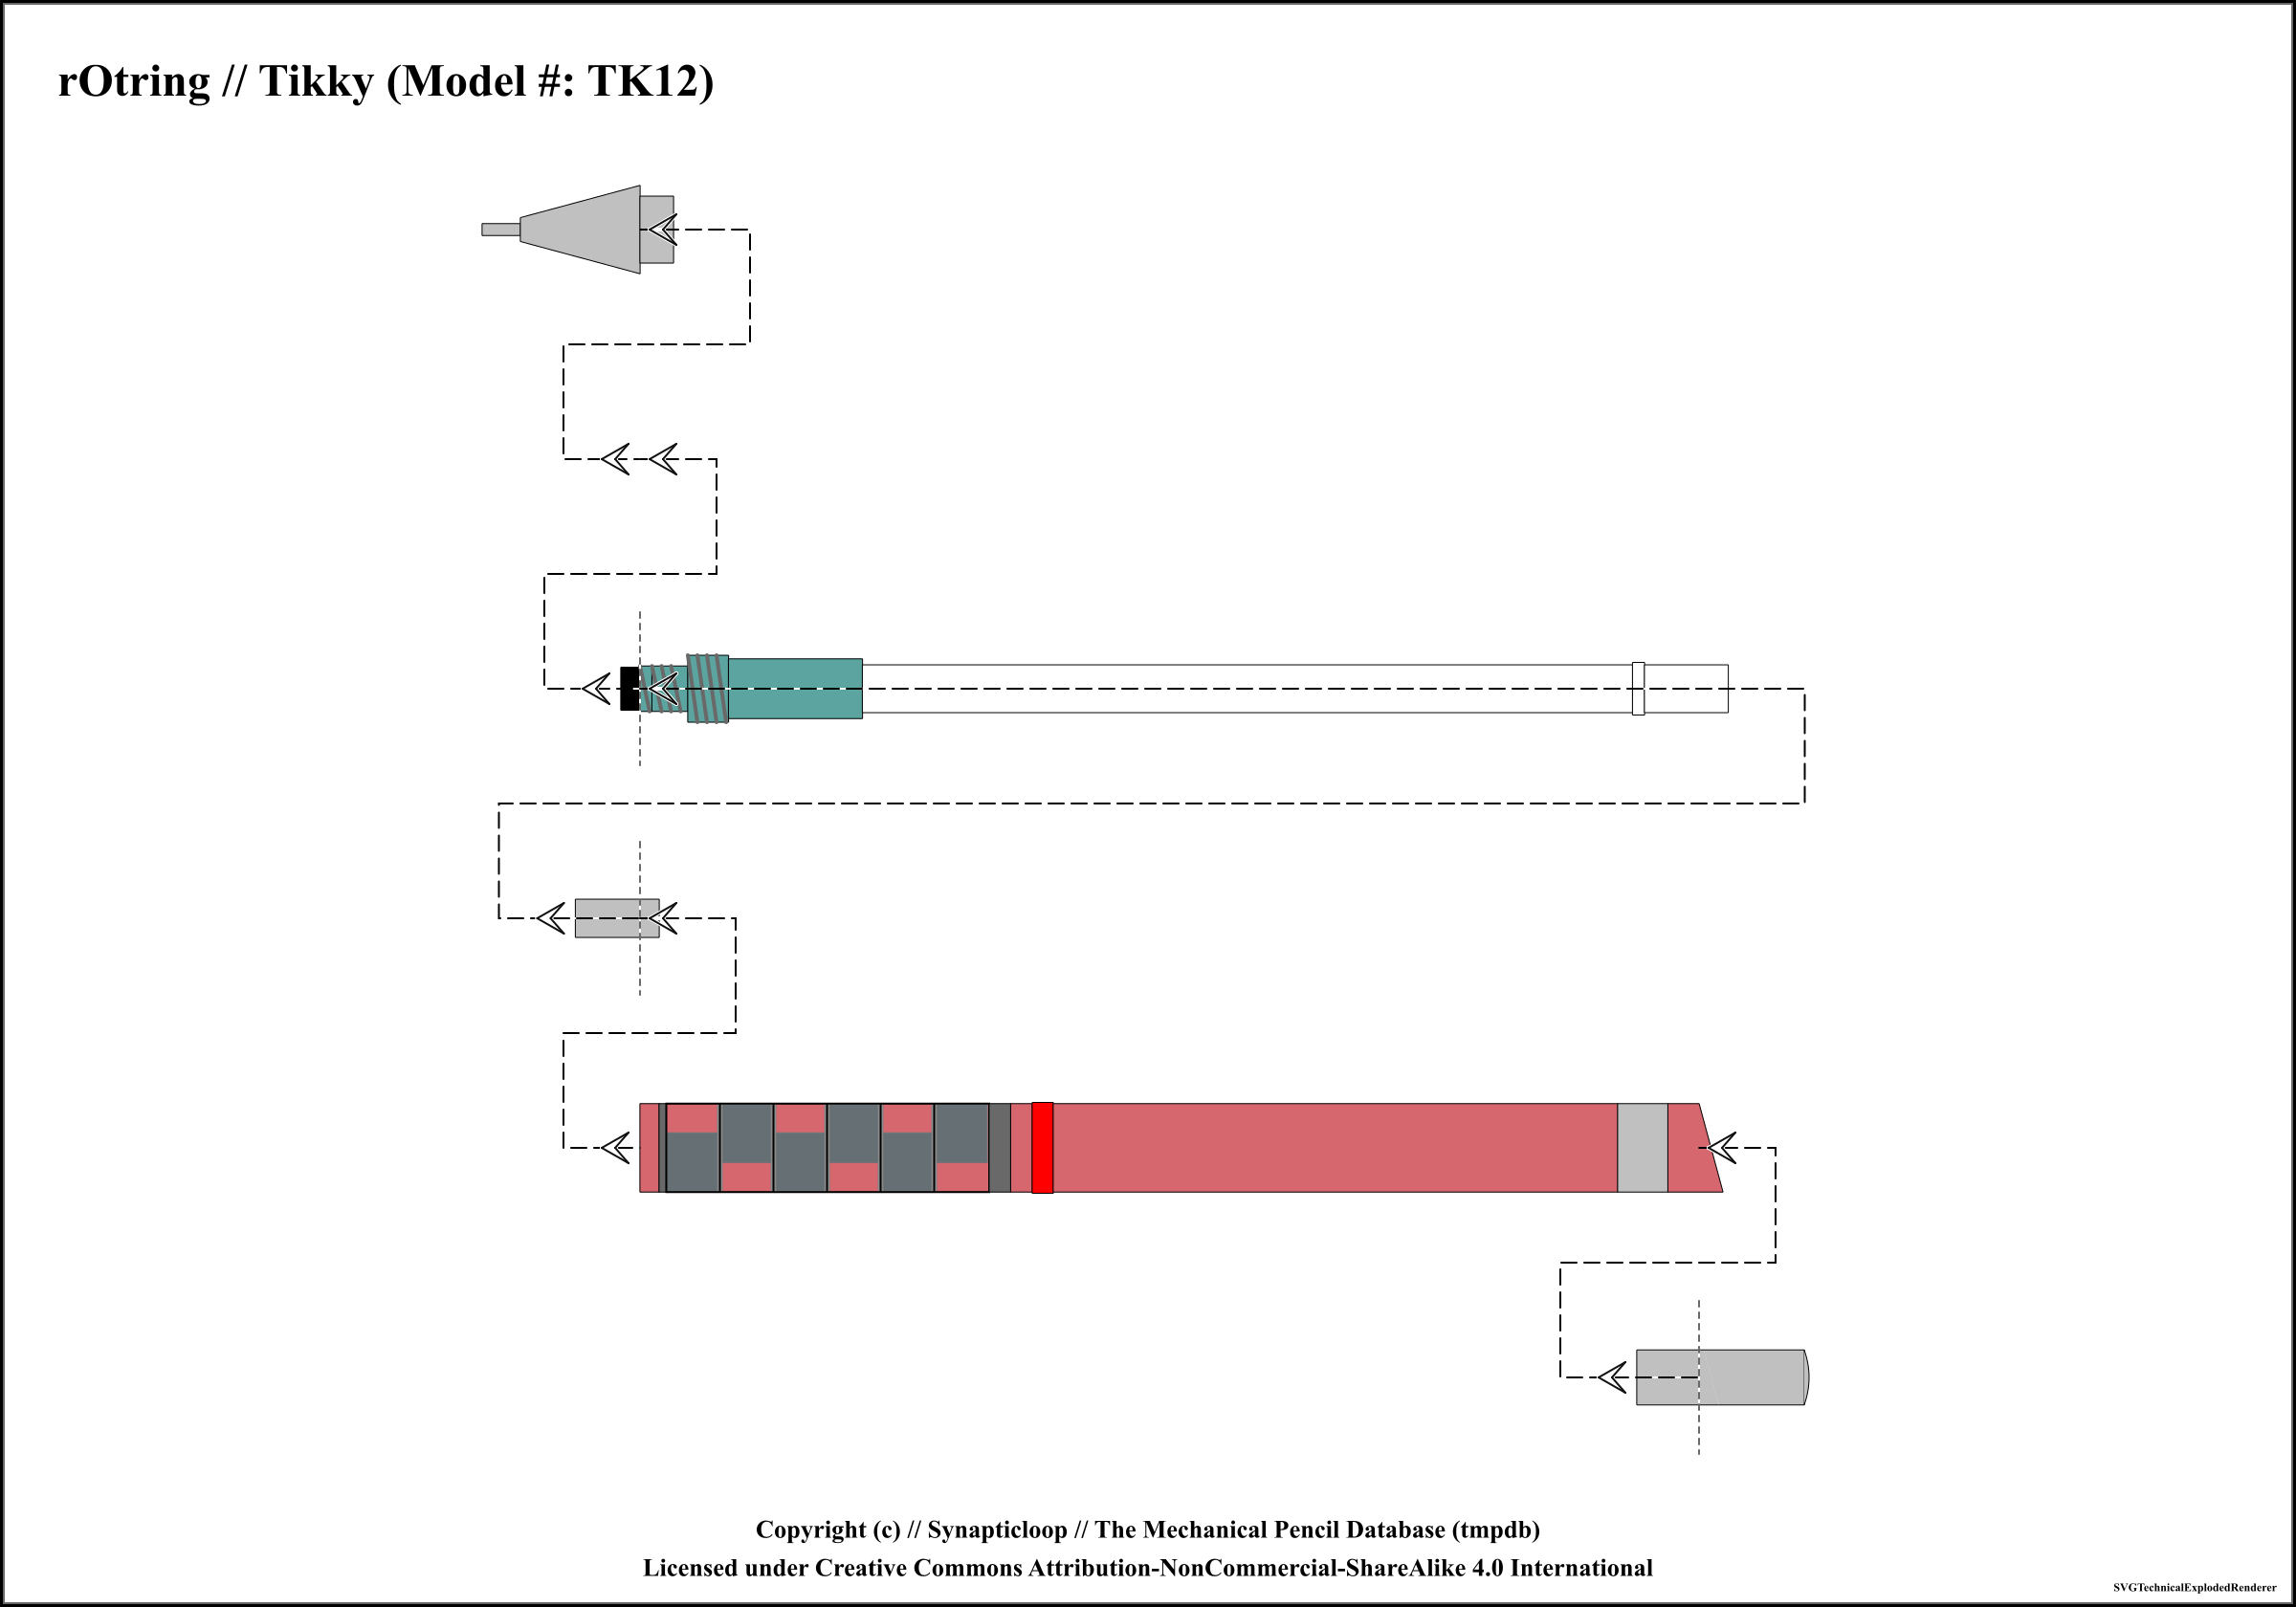 rOtring // Tikky (Model #: TK12)
Copyright (c) // Synapticloop // The Mechanical Pencil Database (tmpdb)
Licensed under Creative Commons Attribution-NonCommercial-ShareAlike 4.0 International
SVGTechnicalExplodedRenderer